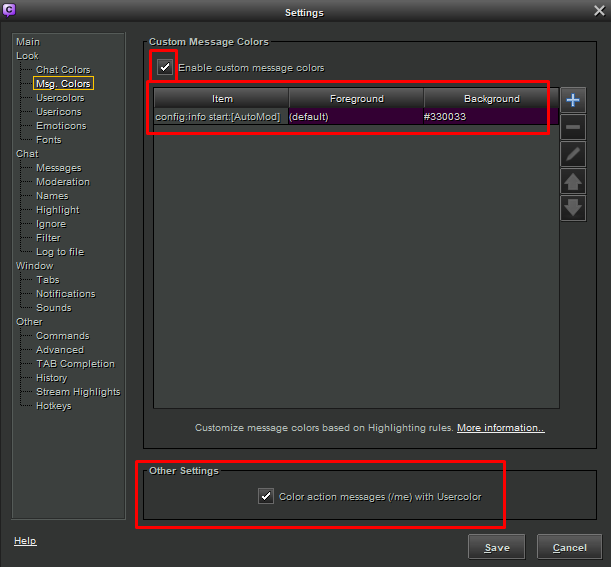 Settings
Main
Look
Chat Colors
Msg. Colors
Usercolors
Usericons
Emoticons
Fonts
Chat
Messages
Moderation
Names
Highlight
Ignore
Filter
Log to file
Window
Tabs
Notifications
Sounds
Other
Commands
Advanced
TAB Completion
History
Stream Highlights
Hotkeys
Help
Custom Message Colors
Enable custom message colors
Item Foreground Background
config:info start:[AutoMod] (default) #330033
Customize message colors based on Highlighting rules. More information..
Other Settings
Color action messages (/me) with Usercolor
Save Cancel